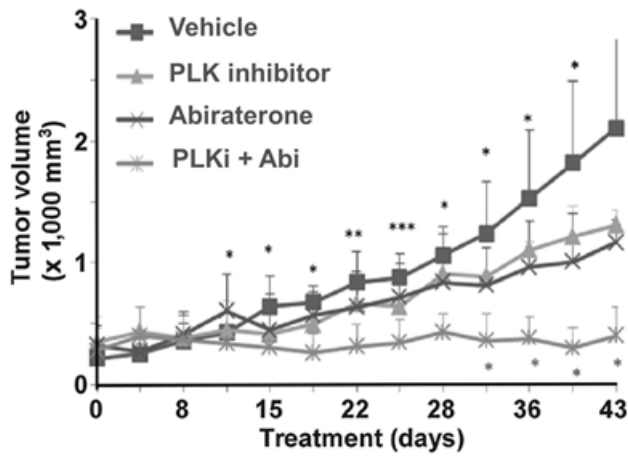 3
Vehicle
PLK inhibitor
Abiraterone
PLKi + Abi
2
1
0
* * * ** *** * * * *
* * * *
0 4 8 15 22 28 36 43
Tumor volume
(x 1,000 mm³)
Treatment (days)